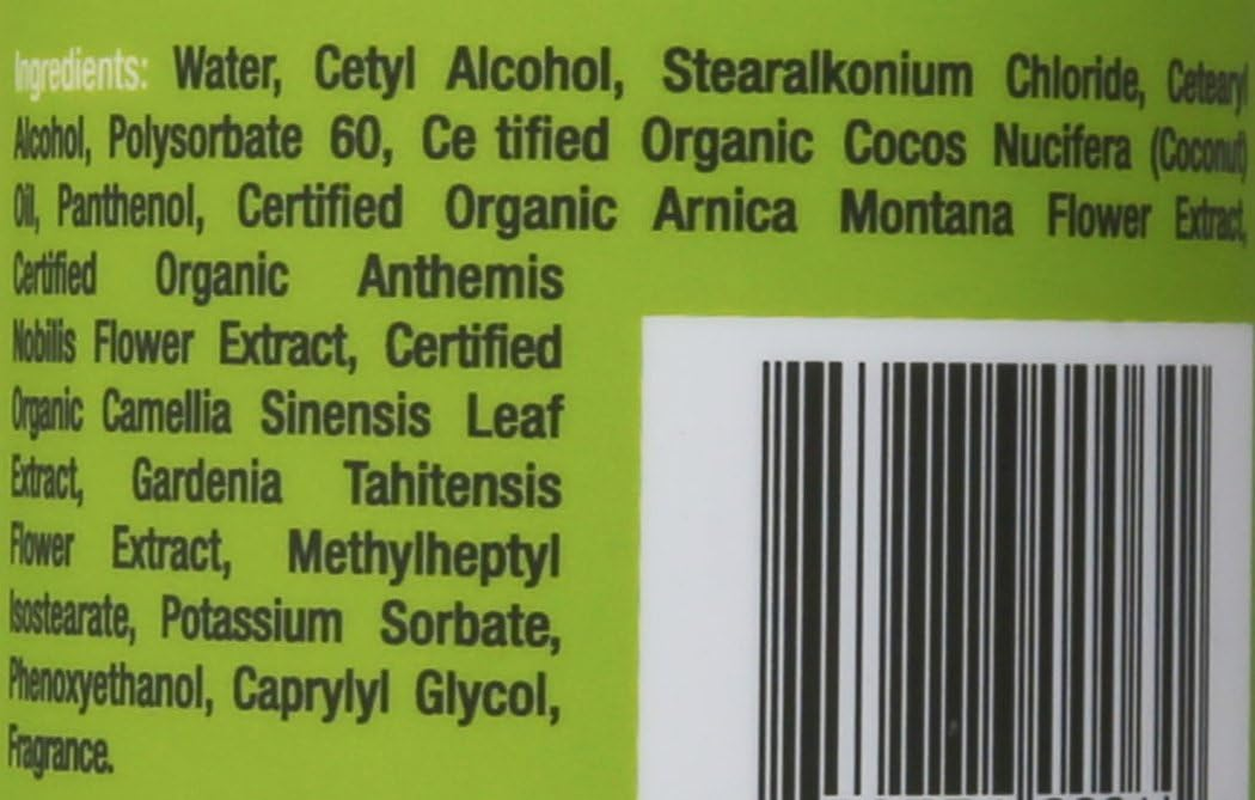 Ingredients: Water, Cetyl Alcohol, Stearalkonium Chloride, Cetearyl
Alcohol, Polysorbate 60, Ce tified Organic Cocos Nucifera (Coconut)
Oil, Panthenol, Certified Organic Arnica Montana Flower Extract,
Certified Organic Anthemis
Nobilis Flower Extract, Certified
Organic Camellia Sinensis Leaf
Extract, Gardenia Tahitensis
Flower Extract, Methylheptyl
Isostearate, Potassium Sorbate,
Phenoxyethanol, Caprylyl Glycol,
Fragrance.